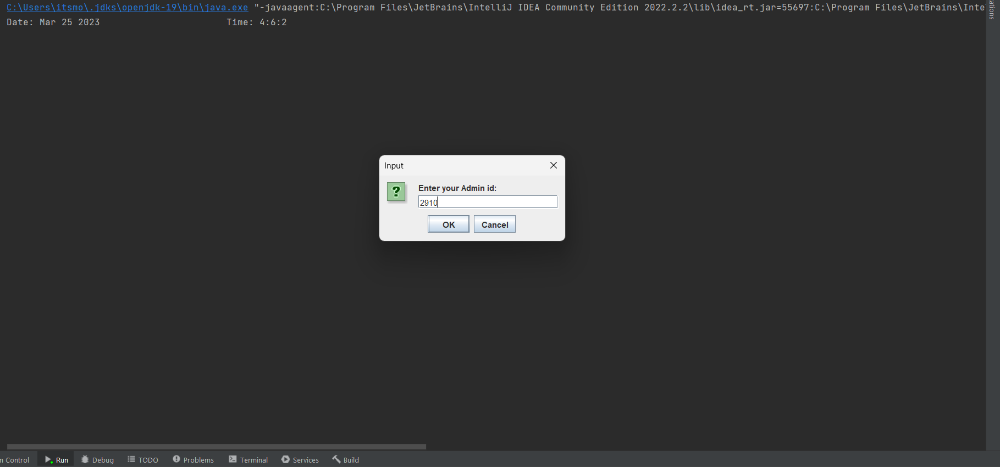 C:\Users\itsmo\.jdks\openjdk-19\bin\java.exe "-javaagent:C:\Program Files\JetBrains\IntelliJ IDEA Community Edition 2022.2.2\lib\idea_rt.jar=55697:C:\Program Files\JetBrains\Inte
Date: Mar 25 2023 Time: 4:6:2
Input
?
Enter your Admin id:
2910
OK Cancel
n Control Run Debug TODO Problems Terminal Services Build